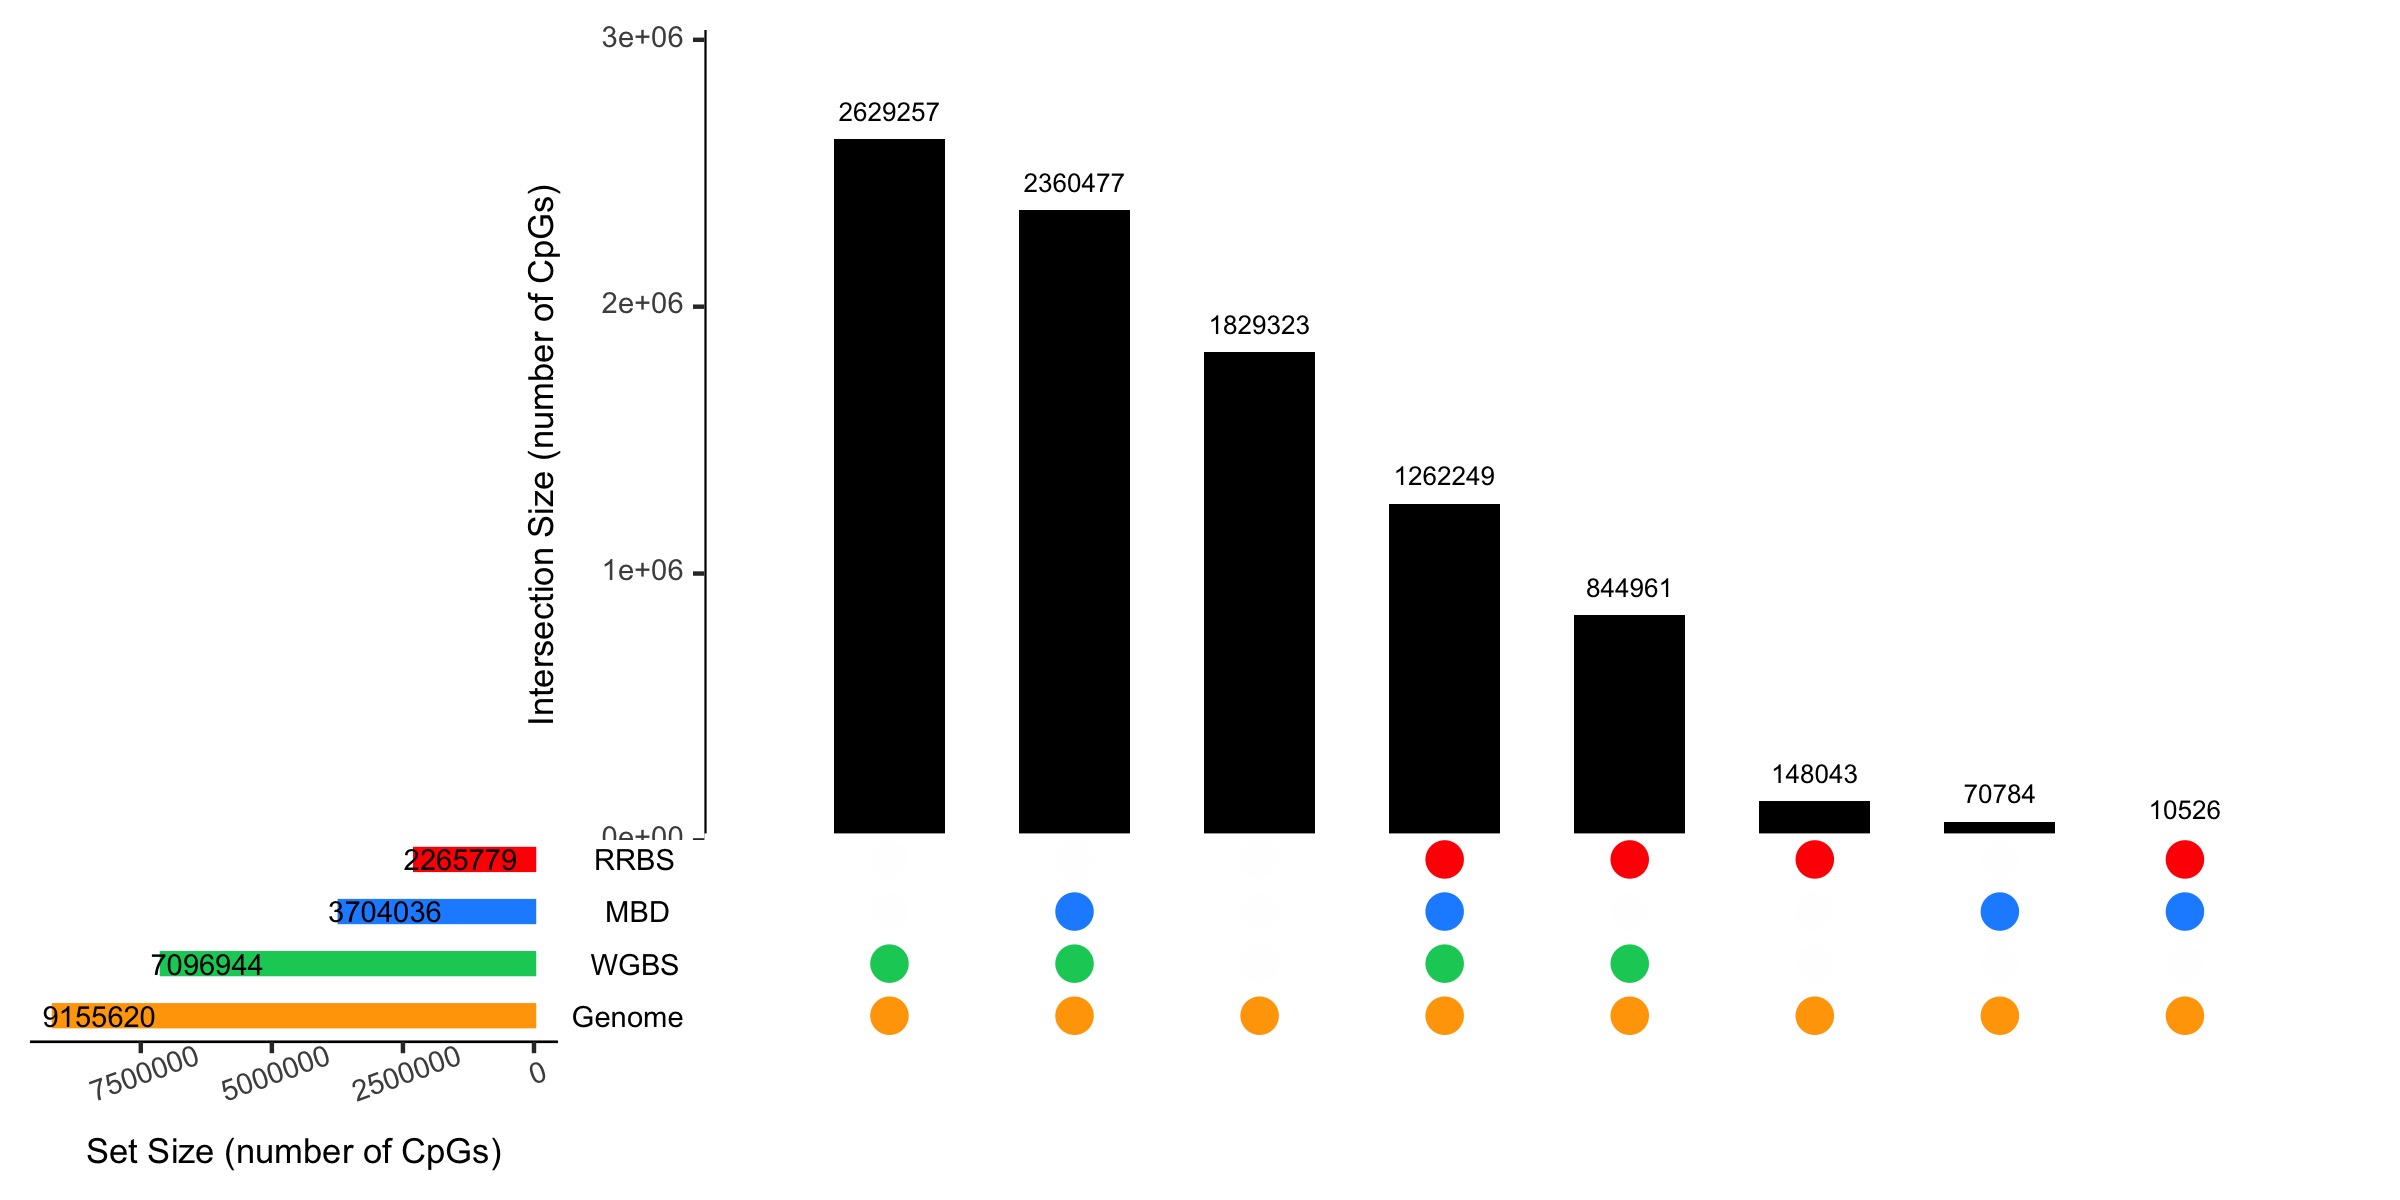 3e+06
2e+06
1e+06
0e+00
Intersection Size (number of CpGs)
2629257
2360477
1829323
1262249
844961
148043
70784
10526
2265779 RRBS
3704036 MBD
7096944 WGBS
9155620 Genome
7500000 5000000 2500000 0
Set Size (number of CpGs)